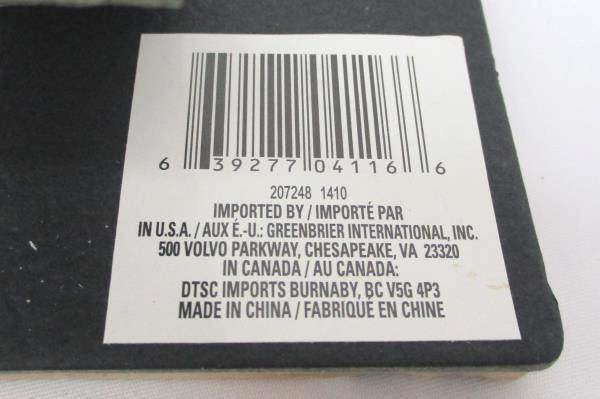 6 39277 04116 6
207248 1410
IMPORTED BY / IMPORTÉ PAR
IN U.S.A. / AUX É.-U.: GREENBRIER INTERNATIONAL, INC.
500 VOLVO PARKWAY, CHESAPEAKE, VA 23320
IN CANADA / AU CANADA:
DTSC IMPORTS BURNABY, BC V5G 4P3
MADE IN CHINA / FABRIQUÉ EN CHINE